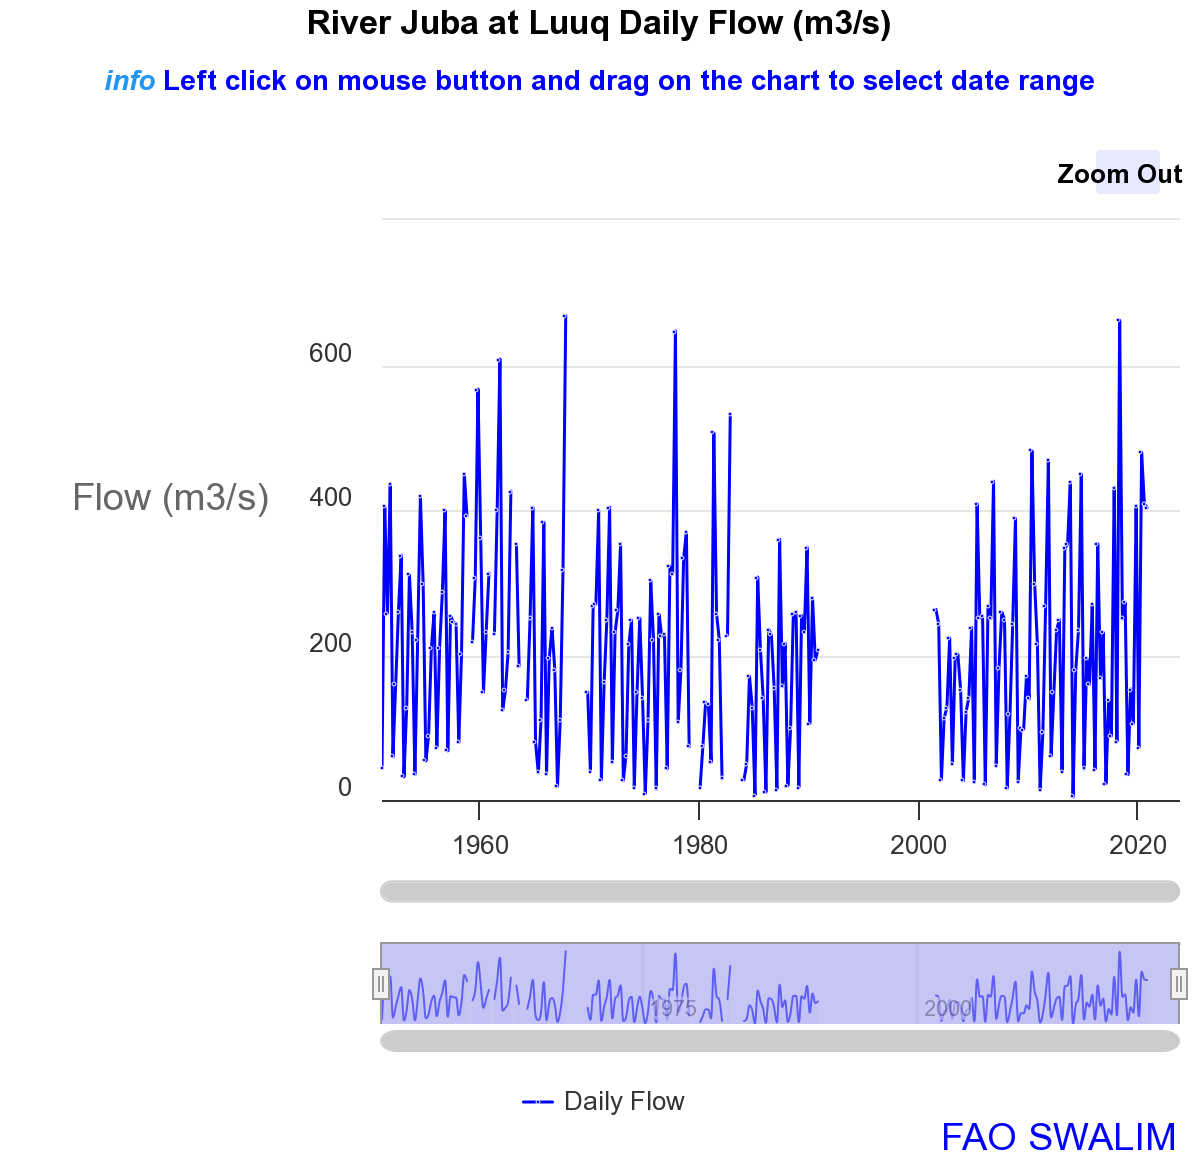 River Juba at Luuq Daily Flow (m3/s)
info Left click on mouse button and drag on the chart to select date range
Zoom Out
600
Flow (m3/s)
400
200
0
1960 1980 2000 2020
1975 2000
Daily Flow
FAO SWALIM